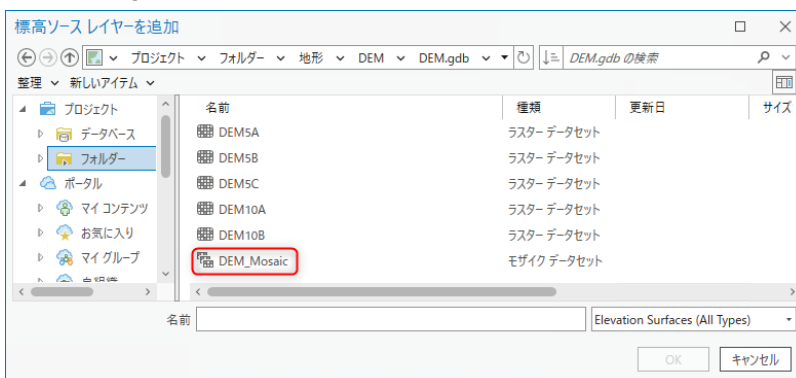 標高ソース レイヤーを追加
プロジェクト フォルダー 地形 DEM DEM.gdb DEM.gdb の検索
整理 新しいアイテム
プロジェクト
データベース
フォルダー
ポータル
マイ コンテンツ
お気に入り
マイ グループ
名前 種類 更新日 サイズ
DEM5A ラスター データセット
DEM5B ラスター データセット
DEM5C ラスター データセット
DEM10A ラスター データセット
DEM10B ラスター データセット
DEM_Mosaic モザイク データセット
名前 Elevation Surfaces (All Types)
OK キャンセル